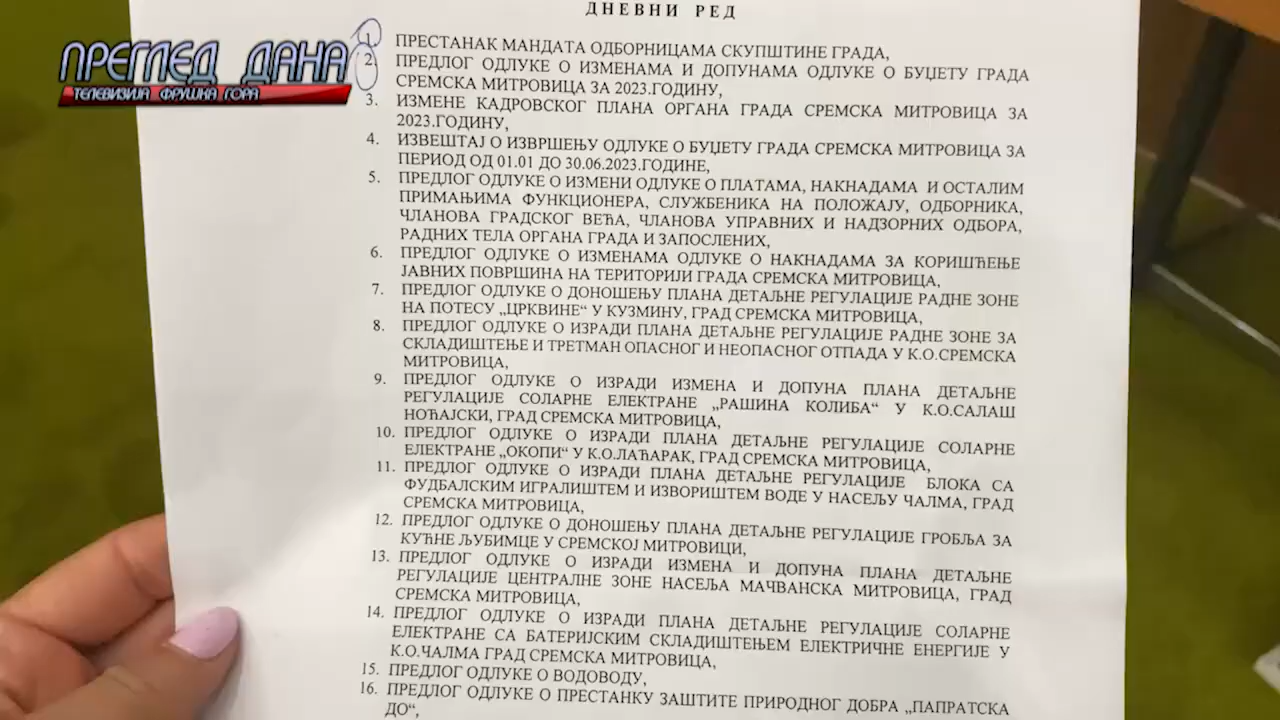 ДНЕВНИ РЕД
ПРЕГЛЕД ДАНА
ТЕЛЕВИЗИЈА ФРУШКА ГОРА
1. ПРЕСТАНАК МАНДАТА ОДБОРНИЦАМА СКУПШТИНЕ ГРАДА,
2. ПРЕДЛОГ ОДЛУКЕ О ИЗМЕНАМА И ДОПУНАМА ОДЛУКЕ О БУЏЕТУ ГРАДА
СРЕМСКА МИТРОВИЦА ЗА 2023.ГОДИНУ,
3. ИЗМЕНЕ КАДРОВСКОГ ПЛАНА ОРГАНА ГРАДА СРЕМСКА МИТРОВИЦА ЗА
2023.ГОДИНУ,
4. ИЗВЕШТАЈ О ИЗВРШЕЊУ ОДЛУКЕ О БУЏЕТУ ГРАДА СРЕМСКА МИТРОВИЦА ЗА
ПЕРИОД ОД 01.01 ДО 30.06.2023.ГОДИНЕ,
5. ПРЕДЛОГ ОДЛУКЕ О ИЗМЕНИ ОДЛУКЕ О ПЛАТАМА, НАКНАДАМА И ОСТАЛИМ
ПРИМАЊИМА ФУНКЦИОНЕРА, СЛУЖБЕНИКА НА ПОЛОЖАЈУ, ОДБОРНИКА,
ЧЛАНОВА ГРАДСКОГ ВЕЋА, ЧЛАНОВА УПРАВНИХ И НАДЗОРНИХ ОДБОРА,
РАДНИХ ТЕЛА ОРГАНА ГРАДА И ЗАПОСЛЕНИХ,
6. ПРЕДЛОГ ОДЛУКЕ О ИЗМЕНАМА ОДЛУКЕ О НАКНАДАМА ЗА КОРИШЋЕЊЕ
ЈАВНИХ ПОВРШИНА НА ТЕРИТОРИЈИ ГРАДА СРЕМСКА МИТРОВИЦА,
7. ПРЕДЛОГ ОДЛУКЕ О ДОНОШЕЊУ ПЛАНА ДЕТАЉНЕ РЕГУЛАЦИЈЕ РАДНЕ ЗОНЕ
НА ПОТЕСУ „ЦРКВИНЕ“ У КУЗМИНУ, ГРАД СРЕМСКА МИТРОВИЦА,
8. ПРЕДЛОГ ОДЛУКЕ О ИЗРАДИ ПЛАНА ДЕТАЉНЕ РЕГУЛАЦИЈЕ РАДНЕ ЗОНЕ ЗА
СКЛАДИШТЕЊЕ И ТРЕТМАН ОПАСНОГ И НЕОПАСНОГ ОТПАДА У К.О.СРЕМСКА
МИТРОВИЦА,
9. ПРЕДЛОГ ОДЛУКЕ О ИЗРАДИ ИЗМЕНА И ДОПУНА ПЛАНА ДЕТАЉНЕ
РЕГУЛАЦИЈЕ СОЛАРНЕ ЕЛЕКТРАНЕ „РАШИНА КОЛИБА“ У К.О.САЛАШ
НОЋАЈСКИ, ГРАД СРЕМСКА МИТРОВИЦА,
10. ПРЕДЛОГ ОДЛУКЕ О ИЗРАДИ ПЛАНА ДЕТАЉНЕ РЕГУЛАЦИЈЕ СОЛАРНЕ
ЕЛЕКТРАНЕ „ОКОПИ“ У К.О.ЛАЋАРАК, ГРАД СРЕМСКА МИТРОВИЦА,
11. ПРЕДЛОГ ОДЛУКЕ О ИЗРАДИ ПЛАНА ДЕТАЉНЕ РЕГУЛАЦИЈЕ БЛОКА СА
ФУДБАЛСКИМ ИГРАЛИШТЕМ И ИЗВОРИШТЕМ ВОДЕ У НАСЕЉУ ЧАЛМА, ГРАД
СРЕМСКА МИТРОВИЦА,
12. ПРЕДЛОГ ОДЛУКЕ О ДОНОШЕЊУ ПЛАНА ДЕТАЉНЕ РЕГУЛАЦИЈЕ ГРОБЉА ЗА
КУЋНЕ ЉУБИМЦЕ У СРЕМСКОЈ МИТРОВИЦИ,
13. ПРЕДЛОГ ОДЛУКЕ О ИЗРАДИ ИЗМЕНА И ДОПУНА ПЛАНА ДЕТАЉНЕ
РЕГУЛАЦИЈЕ ЦЕНТРАЛНЕ ЗОНЕ НАСЕЉА МАЧВАНСКА МИТРОВИЦА, ГРАД
СРЕМСКА МИТРОВИЦА,
14. ПРЕДЛОГ ОДЛУКЕ О ИЗРАДИ ПЛАНА ДЕТАЉНЕ РЕГУЛАЦИЈЕ СОЛАРНЕ
ЕЛЕКТРАНЕ СА БАТЕРИЈСКИМ СКЛАДИШТЕЊЕМ ЕЛЕКТРИЧНЕ ЕНЕРГИЈЕ У
К.О.ЧАЛМА ГРАД СРЕМСКА МИТРОВИЦА,
15. ПРЕДЛОГ ОДЛУКЕ О ВОДОВОДУ,
16. ПРЕДЛОГ ОДЛУКЕ О ПРЕСТАНКУ ЗАШТИТЕ ПРИРОДНОГ ДОБРА „ПАПРАТСКА
ДО“,